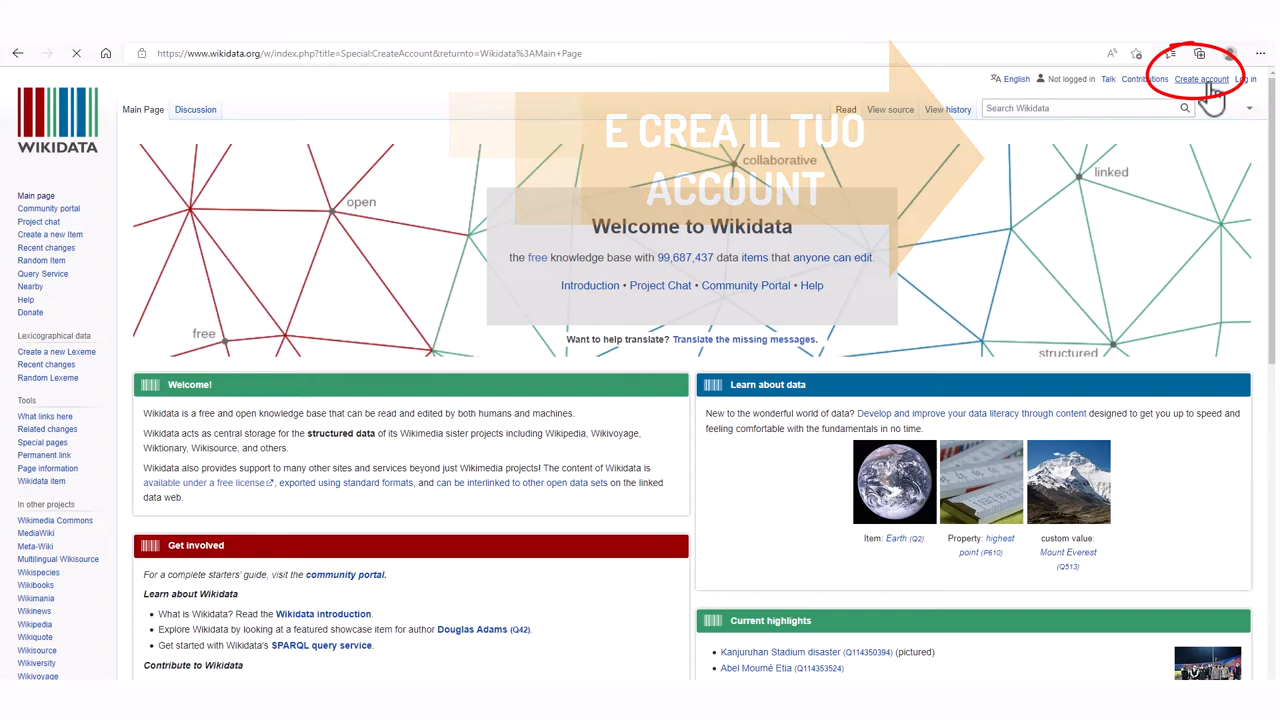 https://www.wikidata.org/w/index.php?title=Special:CreateAccount&returnto=Wikidata%3AMain+Page
English Not logged in Talk Contributions Create account Log in
WIKIDATA
Main Page Discussion Read View source View history Search Wikidata
E CREA IL TUO
ACCOUNT
collaborative
linked
open
free
structured
Welcome to Wikidata
the free knowledge base with 99,687,437 data items that anyone can edit.
Introduction • Project Chat • Community Portal • Help
Want to help translate? Translate the missing messages.
Main page
Community portal
Project chat
Create a new Item
Recent changes
Random Item
Query Service
Nearby
Help
Donate
Lexicographical data
Create a new Lexeme
Recent changes
Random Lexeme
Tools
What links here
Related changes
Special pages
Permanent link
Page information
Wikidata item
In other projects
Wikimedia Commons
MediaWiki
Meta-Wiki
Multilingual Wikisource
Wikispecies
Wikibooks
Wikimania
Wikinews
Wikipedia
Wikiquote
Wikisource
Wikiversity
Wikivoyage
Welcome!
Wikidata is a free and open knowledge base that can be read and edited by both humans and machines.
Wikidata acts as central storage for the structured data of its Wikimedia sister projects including Wikipedia, Wikivoyage,
Wiktionary, Wikisource, and others.
Wikidata also provides support to many other sites and services beyond just Wikimedia projects! The content of Wikidata is
available under a free license, exported using standard formats, and can be interlinked to other open data sets on the linked
data web.
Get involved
For a complete starters' guide, visit the community portal.
Learn about Wikidata
• What is Wikidata? Read the Wikidata introduction.
• Explore Wikidata by looking at a featured showcase item for author Douglas Adams (Q42).
• Get started with Wikidata's SPARQL query service.
Contribute to Wikidata
Learn about data
New to the wonderful world of data? Develop and improve your data literacy through content designed to get you up to speed and
feeling comfortable with the fundamentals in no time.
Item: Earth (Q2)
Property: highest
point (P610)
custom value:
Mount Everest
(Q513)
Current highlights
• Kanjuruhan Stadium disaster (Q114350394) (pictured)
• Abel Moumé Etia (Q114353524)